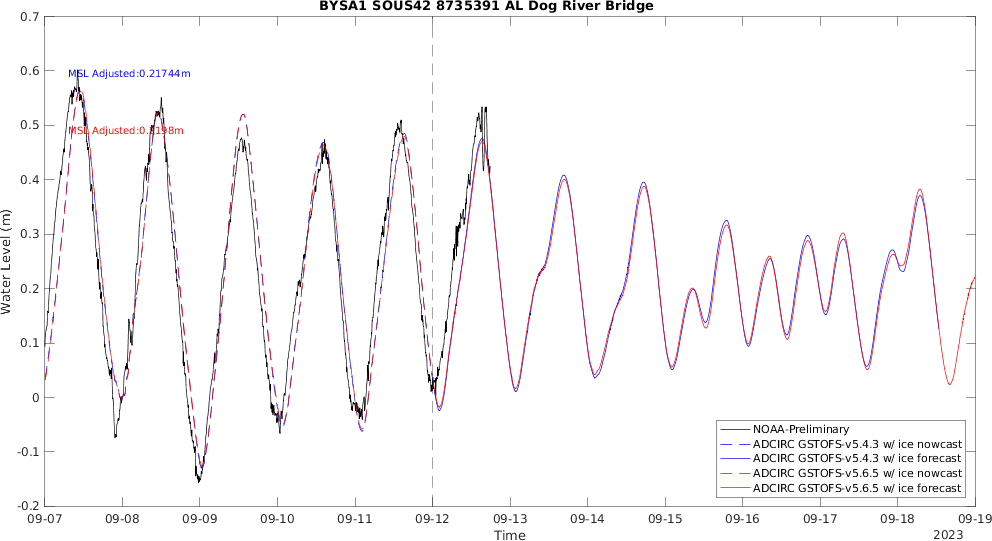 BYSA1 SOUS42 8735391 AL Dog River Bridge
0.7
0.6
0.5
0.4
0.3
0.2
0.1
0
-0.1
-0.2
Water Level (m)
MSL Adjusted:0.21744m
MSL Adjusted:
NOAA-Preliminary
ADCIRC GSTOFS-v5.4.3 w/ ice nowcast
ADCIRC GSTOFS-v5.4.3 w/ ice forecast
ADCIRC GSTOFS-v5.6.5 w/ ice nowcast
ADCIRC GSTOFS-v5.6.5 w/ ice forecast
09-07 09-08 09-09 09-10 09-11 09-12 09-13 09-14 09-15 09-16 09-17 09-18 09-19
Time
2023